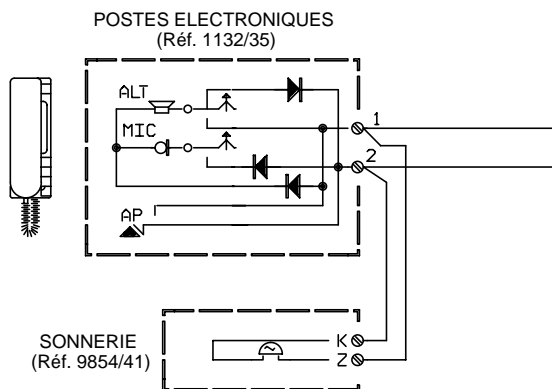 POSTES ELECTRONIQUES
(Réf. 1132/35)
ALT
MIC
AP
1
2
SONNERIE
(Réf. 9854/41)
K
Z